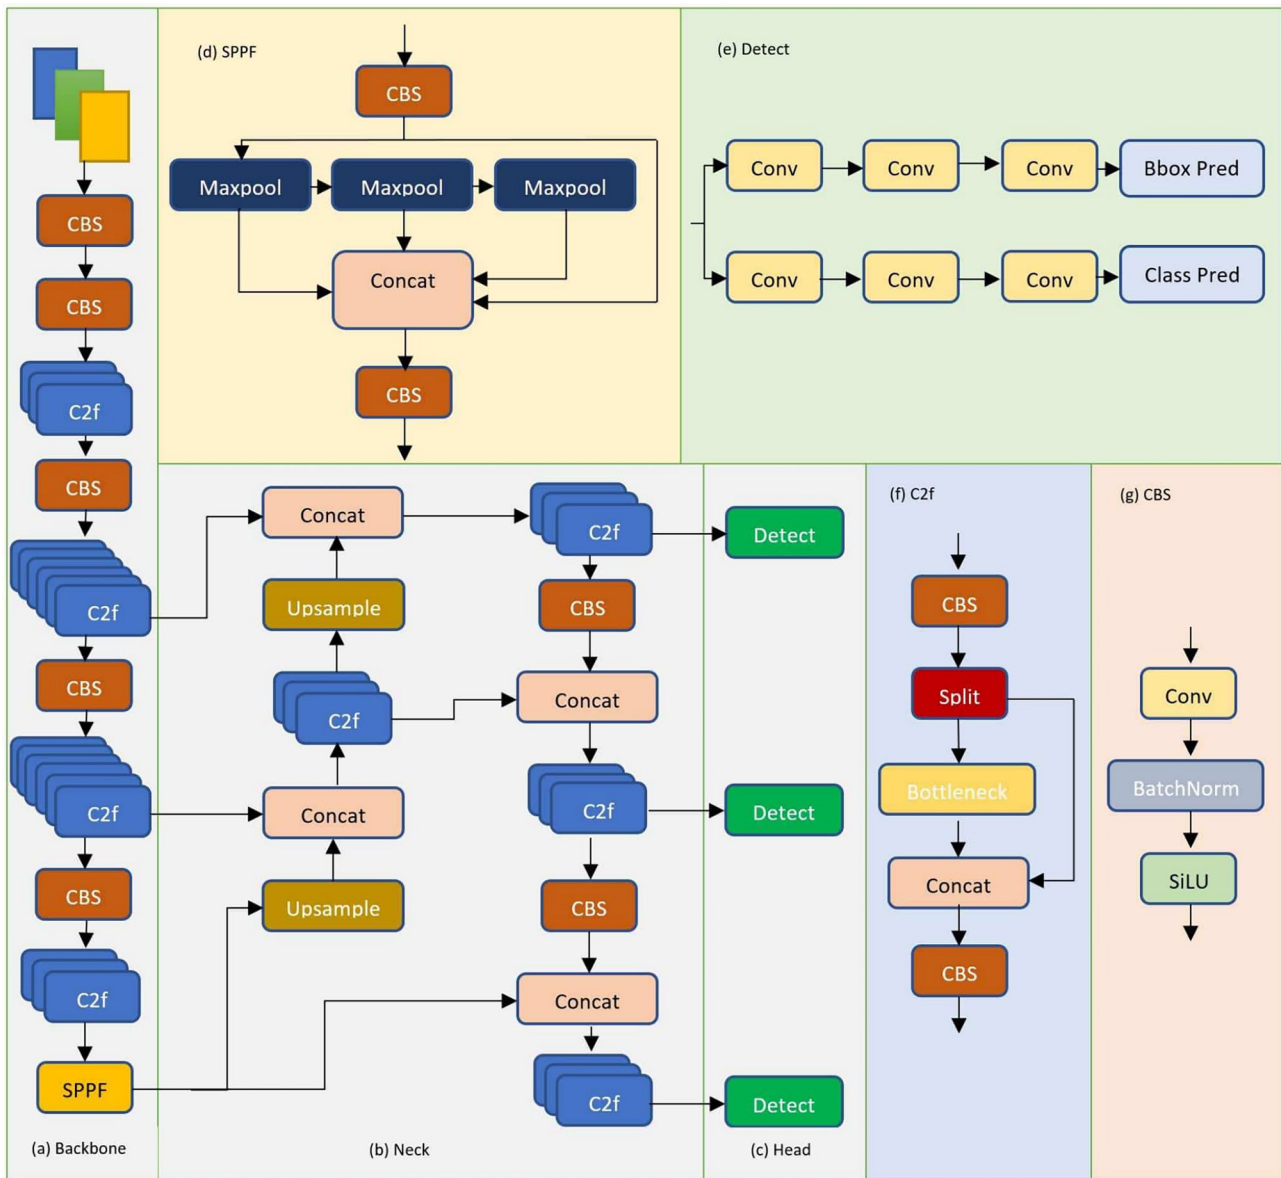 (d) SPPF
CBS
Maxpool
Maxpool
Maxpool
Concat
CBS
(e) Detect
Conv
Conv
Conv
Bbox Pred
Conv
Conv
Conv
Class Pred
CBS
CBS
C2f
CBS
C2f
CBS
C2f
CBS
C2f
SPPF
(a) Backbone
Concat
Upsample
C2f
Concat
Upsample
C2f
CBS
Concat
C2f
CBS
Concat
C2f
(b) Neck
Detect
Detect
Detect
(c) Head
(f) C2f
CBS
Split
Bottleneck
Concat
CBS
(g) CBS
Conv
BatchNorm
SiLU